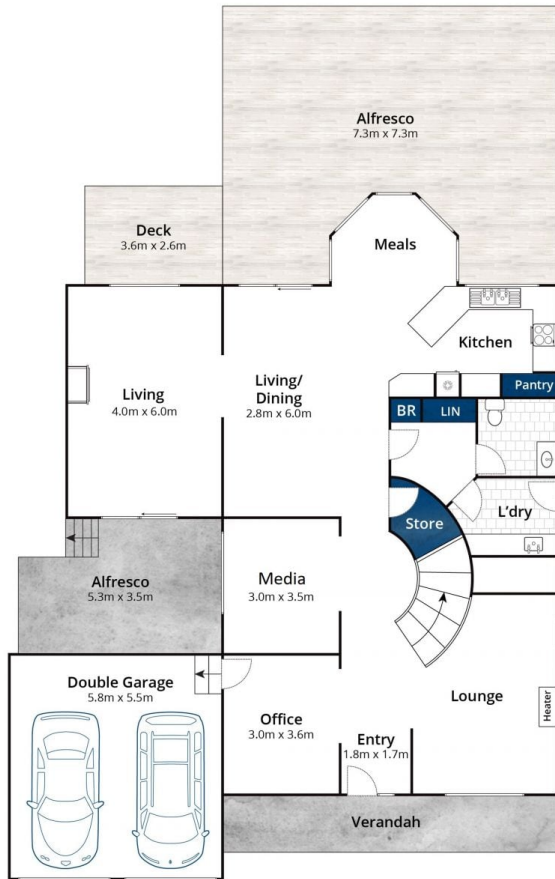 Alfresco
7.3m x 7.3m
Deck
3.6m x 2.6m
Meals
Kitchen
Living
4.0m x 6.0m
Living/
Dining
2.8m x 6.0m
Pantry
BR
LIN
Store
L'dry
Alfresco
5.3m x 3.5m
Media
3.0m x 3.5m
Double Garage
5.8m x 5.5m
Office
3.0m x 3.6m
Entry
1.8m x 1.7m
Lounge
Heater
Verandah